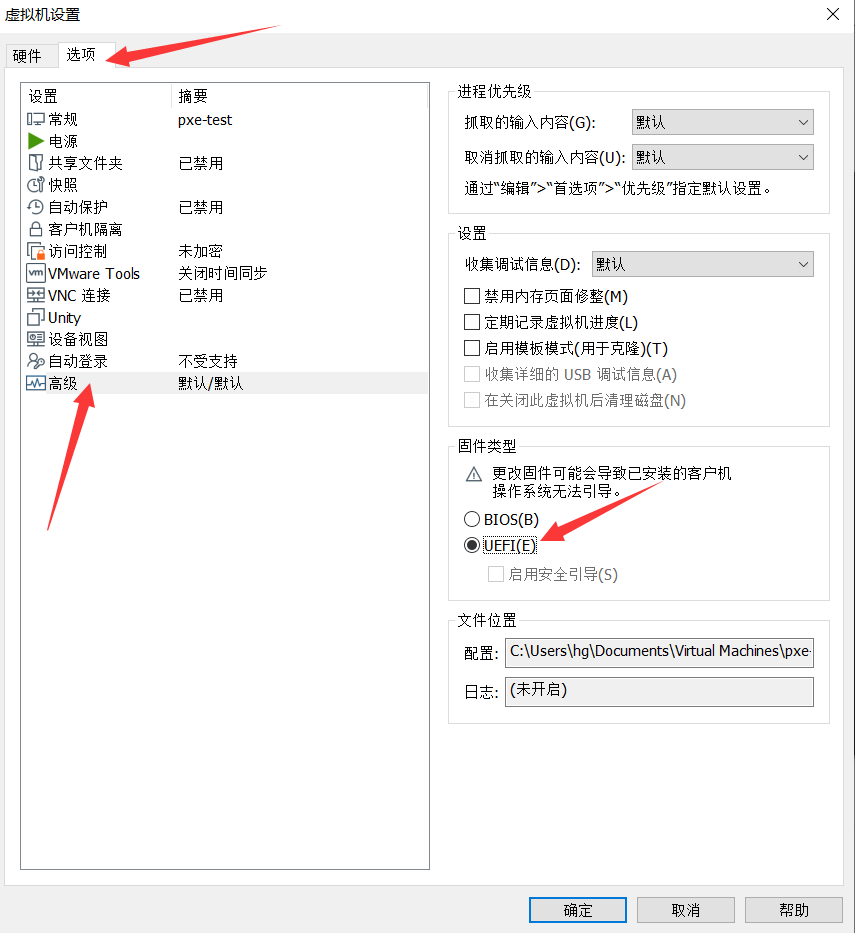 虚拟机设置
硬件 选项
设置 摘要
常规 pxe-test
电源
共享文件夹 已禁用
快照
自动保护 已禁用
客户机隔离
访问控制 未加密
vm VMware Tools 关闭时间同步
VNC 连接 已禁用
Unity
设备视图
自动登录 不受支持
高级 默认/默认
进程优先级
抓取的输入内容(G): 默认
取消抓取的输入内容(U): 默认
通过“编辑”>“首选项”>“优先级”指定默认设置。
设置
收集调试信息(D): 默认
禁用内存页面修整(M)
定期记录虚拟机进度(L)
启用模板模式(用于克隆)(T)
收集详细的 USB 调试信息(A)
在关闭此虚拟机后清理磁盘(N)
固件类型
更改固件可能会导致已安装的客户机
操作系统无法引导。
BIOS(B)
UEFI(E)
启用安全引导(S)
文件位置
配置: C:\Users\hg\Documents\Virtual Machines\pxe-
日志: (未开启)
确定 取消 帮助